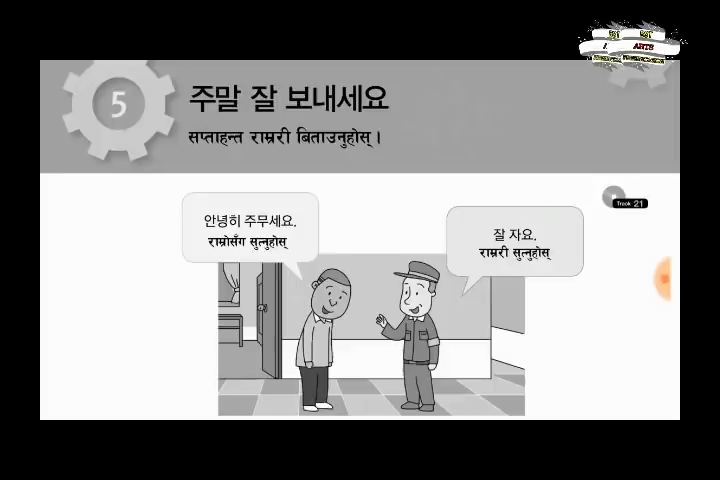 5
주말 잘 보내세요
सप्ताहन्त राम्ररी बिताउनुहोस् ।
Track 21
안녕히 주무세요.
राम्रोसँग सुत्नुहोस्
잘 자요.
राम्ररी सुत्नुहोस्
ARTS